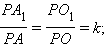 PA₁/PA = PO₁/PO = k;